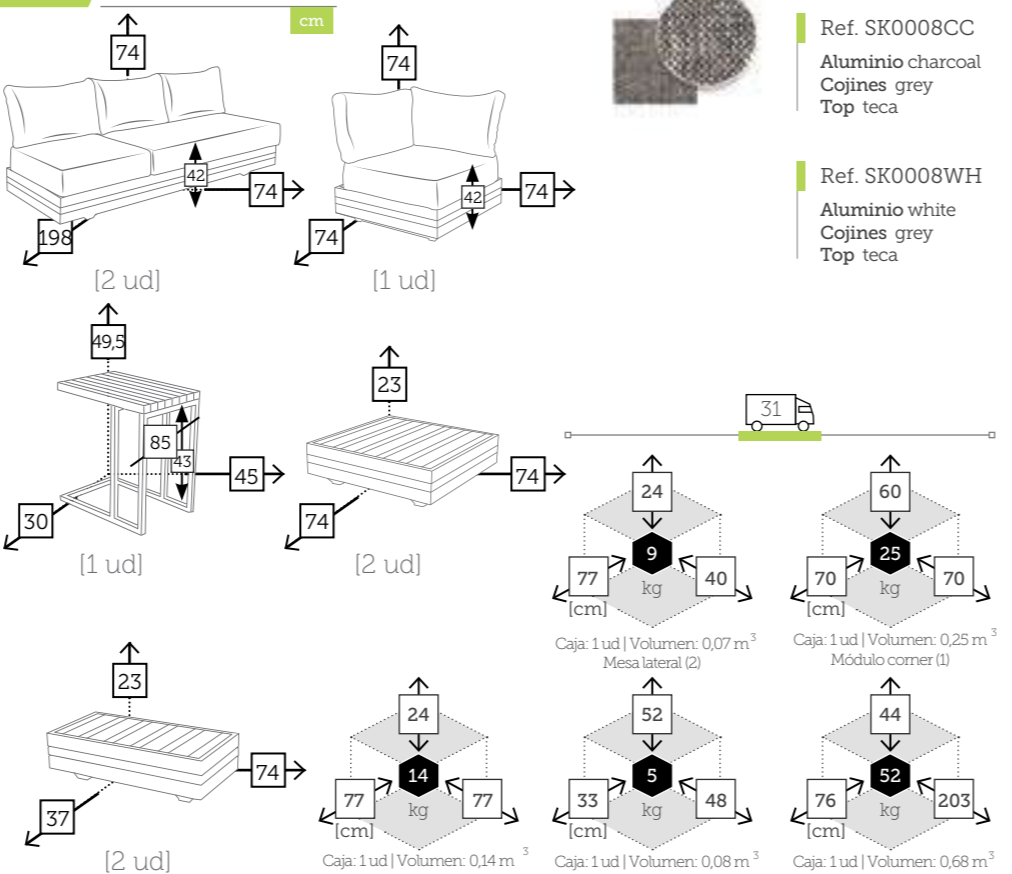 cm
74
42
74
198
[2 ud]
74
42
74
74
[1 ud]
Ref. SK0008CC
Aluminio charcoal
Cojines grey
Top teca
Ref. SK0008WH
Aluminio white
Cojines grey
Top teca
49,5
85
43
45
30
[1 ud]
23
74
74
[2 ud]
31
24
9
kg
77
40
[cm]
Caja: 1 ud | Volumen: 0,07 m³
Mesa lateral (2)
60
25
kg
70
70
[cm]
Caja: 1 ud | Volumen: 0,25 m³
Módulo corner (1)
23
74
37
[2 ud]
24
14
kg
77
77
[cm]
Caja: 1 ud | Volumen: 0,14 m³
52
5
kg
33
48
[cm]
Caja: 1 ud | Volumen: 0,08 m³
44
52
kg
76
203
[cm]
Caja: 1 ud | Volumen: 0,68 m³